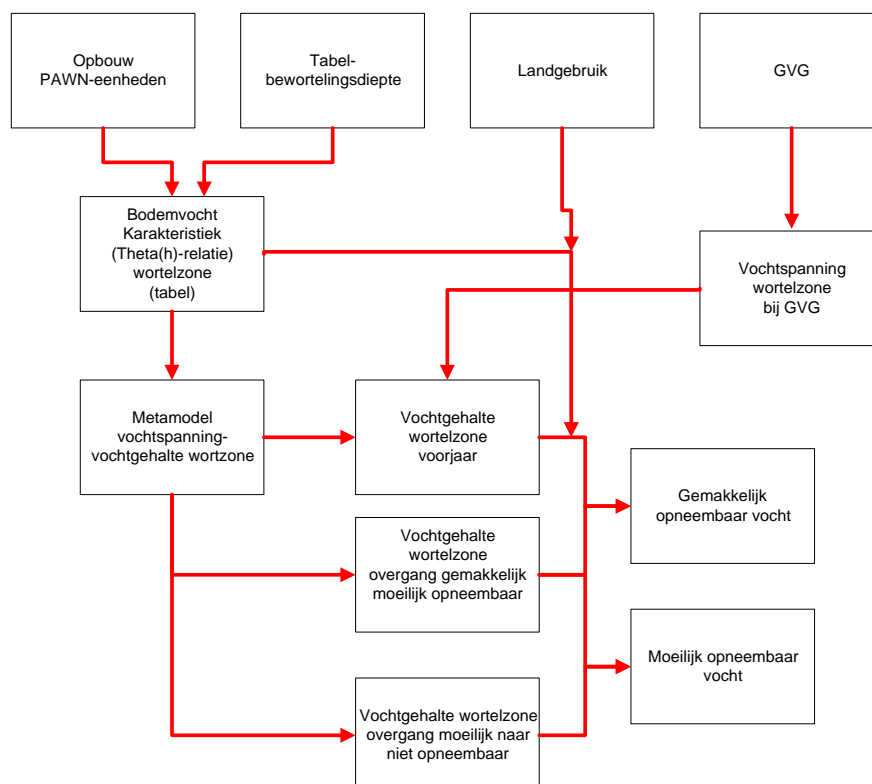 Opbouw
PAWN-eenheden
Tabel-
bewortelingsdiepte
Landgebruik
GVG
Bodemvocht
Karakteristiek
(Theta(h)-relatie)
wortelzone
(tabel)
Vochtspanning
wortelzone
bij GVG
Metamodel
vochtspanning-
vochtgehalte wortzone
Vochtgehalte
wortelzone
voorjaar
Gemakkelijk
opneembaar vocht
Vochtgehalte
wortelzone
overgang gemakkelijk
moeilijk opneembaar
Moeilijk opneembaar
vocht
Vochtgehalte wortelzone
overgang moeilijk naar
niet opneembaar